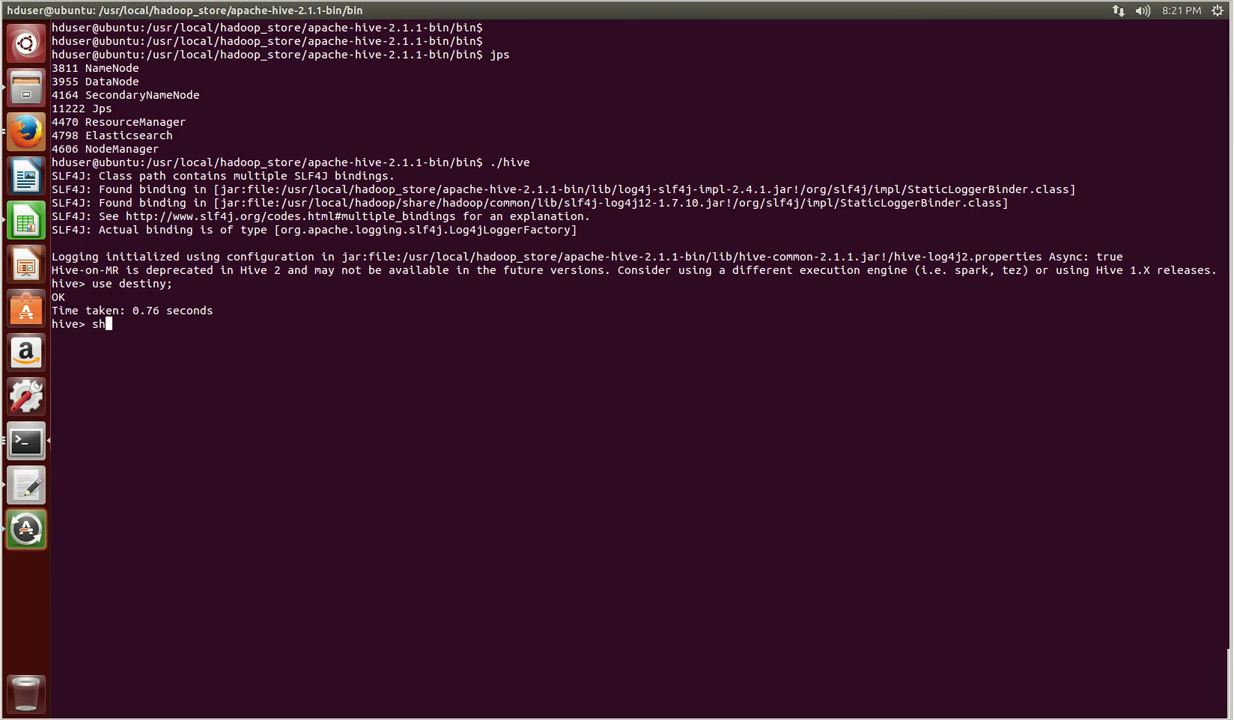 hduser@ubuntu: /usr/local/hadoop_store/apache-hive-2.1.1-bin/bin
8:21 PM
hduser@ubuntu:/usr/local/hadoop_store/apache-hive-2.1.1-bin/bin$
hduser@ubuntu:/usr/local/hadoop_store/apache-hive-2.1.1-bin/bin$
hduser@ubuntu:/usr/local/hadoop_store/apache-hive-2.1.1-bin/bin$ jps
3811 NameNode
3955 DataNode
4164 SecondaryNameNode
11222 Jps
4470 ResourceManager
4798 Elasticsearch
4606 NodeManager
hduser@ubuntu:/usr/local/hadoop_store/apache-hive-2.1.1-bin/bin$ ./hive
SLF4J: Class path contains multiple SLF4J bindings.
SLF4J: Found binding in [jar:file:/usr/local/hadoop_store/apache-hive-2.1.1-bin/lib/log4j-slf4j-impl-2.4.1.jar!/org/slf4j/impl/StaticLoggerBinder.class]
SLF4J: Found binding in [jar:file:/usr/local/hadoop/share/hadoop/common/lib/slf4j-log4j12-1.7.10.jar!/org/slf4j/impl/StaticLoggerBinder.class]
SLF4J: See http://www.slf4j.org/codes.html#multiple_bindings for an explanation.
SLF4J: Actual binding is of type [org.apache.logging.slf4j.Log4jLoggerFactory]
Logging initialized using configuration in jar:file:/usr/local/hadoop_store/apache-hive-2.1.1-bin/lib/hive-common-2.1.1.jar!/hive-log4j2.properties Async: true
Hive-on-MR is deprecated in Hive 2 and may not be available in the future versions. Consider using a different execution engine (i.e. spark, tez) or using Hive 1.X releases.
hive> use destiny;
OK
Time taken: 0.76 seconds
hive> sh